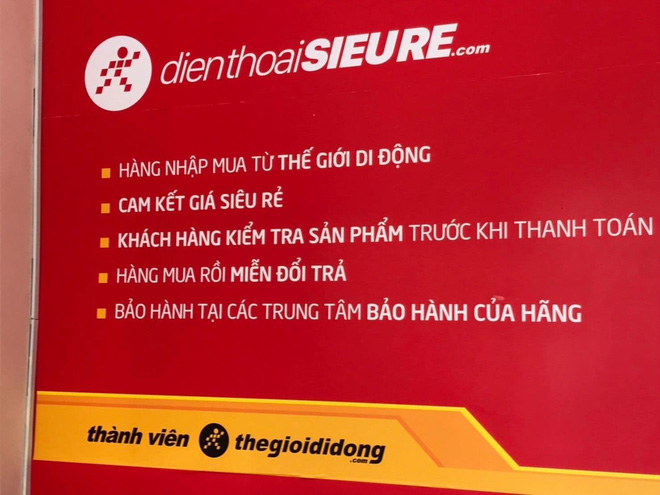 dienthoaiSIEURE.com
HÀNG NHẬP MUA TỪ THẾ GIỚI DI ĐỘNG
CAM KẾT GIÁ SIÊU RẺ
KHÁCH HÀNG KIỂM TRA SẢN PHẨM TRƯỚC KHI THANH TOÁN
HÀNG MUA RỒI MIỄN ĐỔI TRẢ
BẢO HÀNH TẠI CÁC TRUNG TÂM BẢO HÀNH CỦA HÃNG
thành viên thegioididong.com